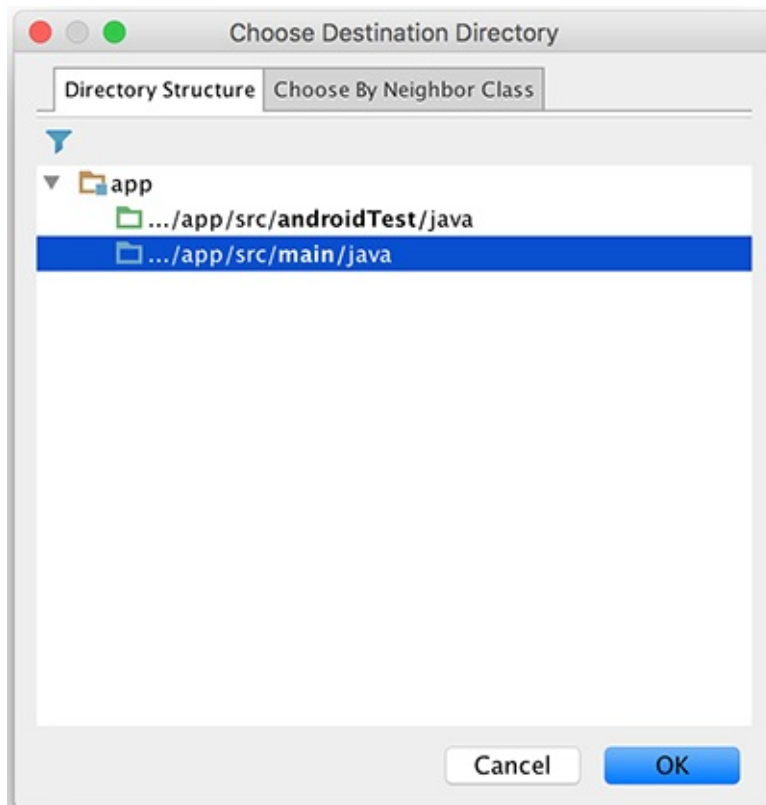 Choose Destination Directory
Directory Structure Choose By Neighbor Class
app
.../app/src/androidTest/java
.../app/src/main/java
Cancel OK